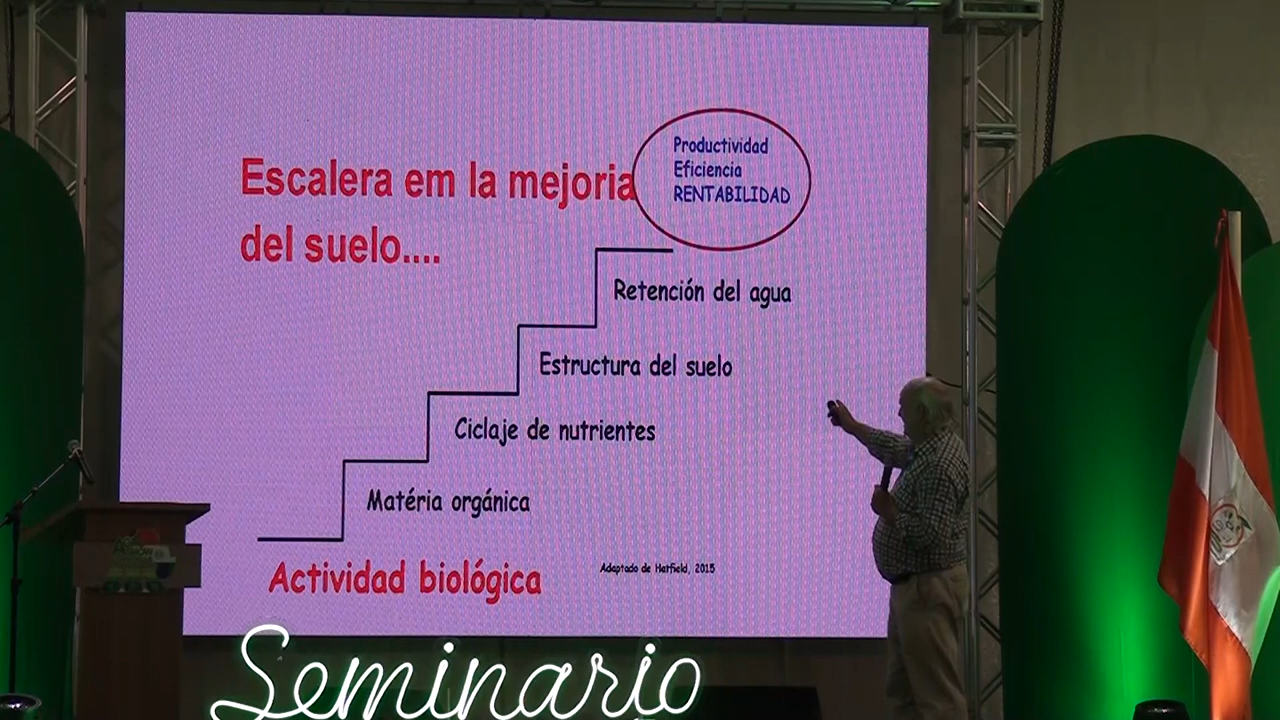 Escalera em la mejoria
del suelo....
Productividad
Eficiencia
RENTABILIDAD
Retención del agua
Estructura del suelo
Ciclaje de nutrientes
Matéria orgánica
Actividad biológica
Adaptado de Hatfield, 2015
Seminario